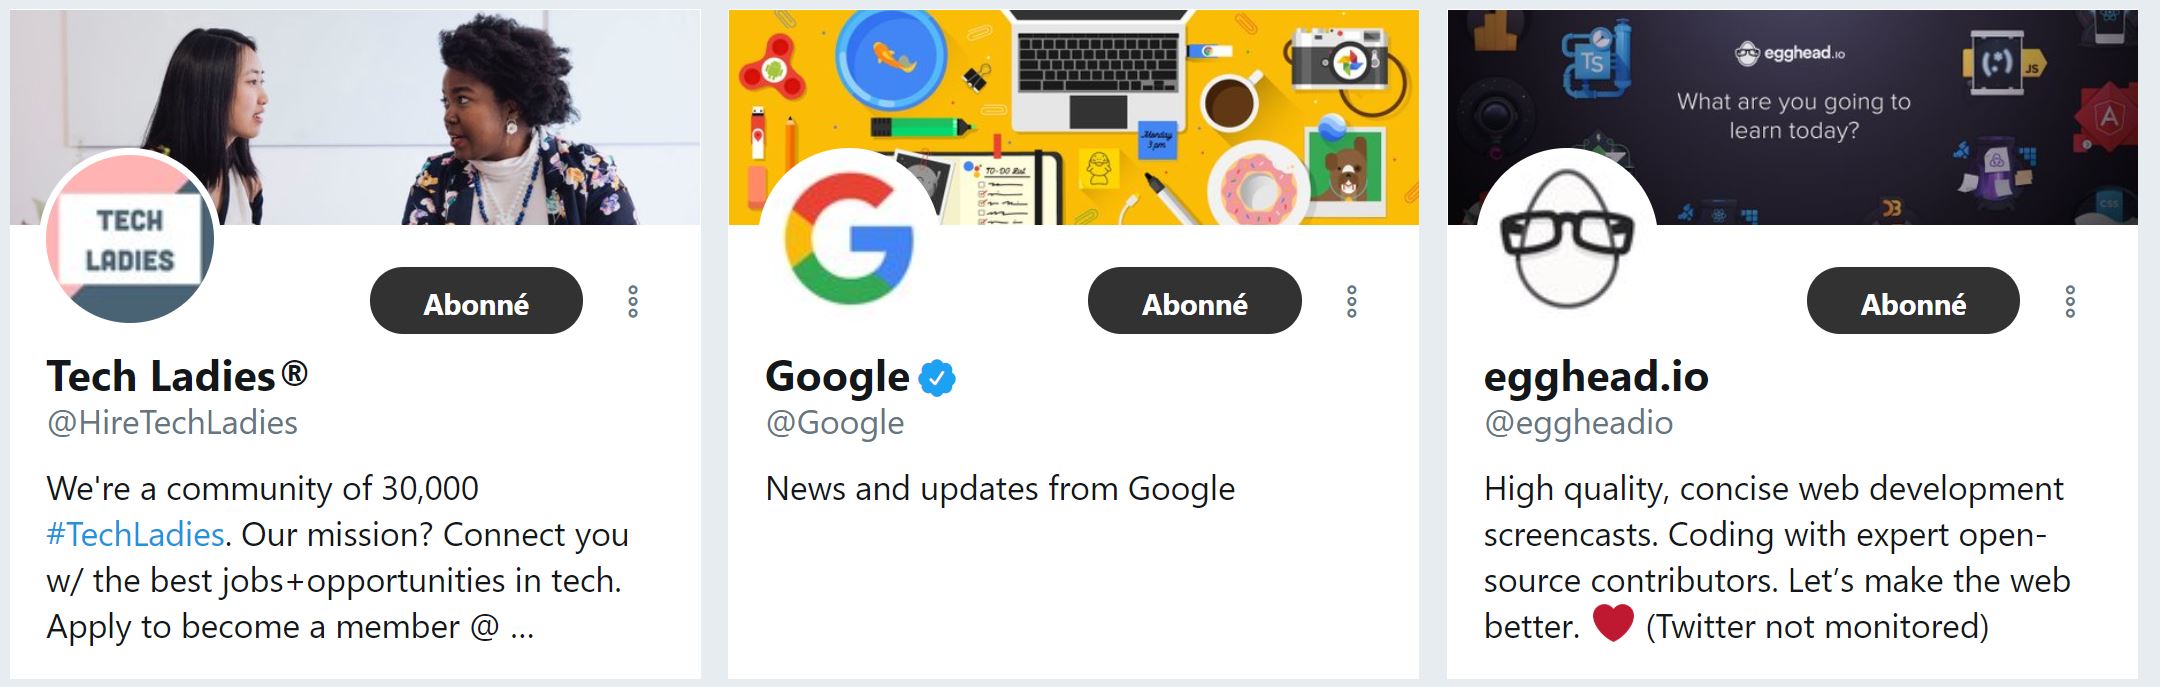 TECH
LADIES
Abonné
Tech Ladies®
@HireTechLadies
We're a community of 30,000
#TechLadies. Our mission? Connect you
w/ the best jobs+opportunities in tech.
Apply to become a member @ ...
Monday
3 pm
TO-DO List
G
Abonné
Google
@Google
News and updates from Google
TS
egghead.io
JS
What are you going to
learn today?
A
CSS
Abonné
egghead.io
@eggheadio
High quality, concise web development
screencasts. Coding with expert open-
source contributors. Let’s make the web
better. ❤️ (Twitter not monitored)